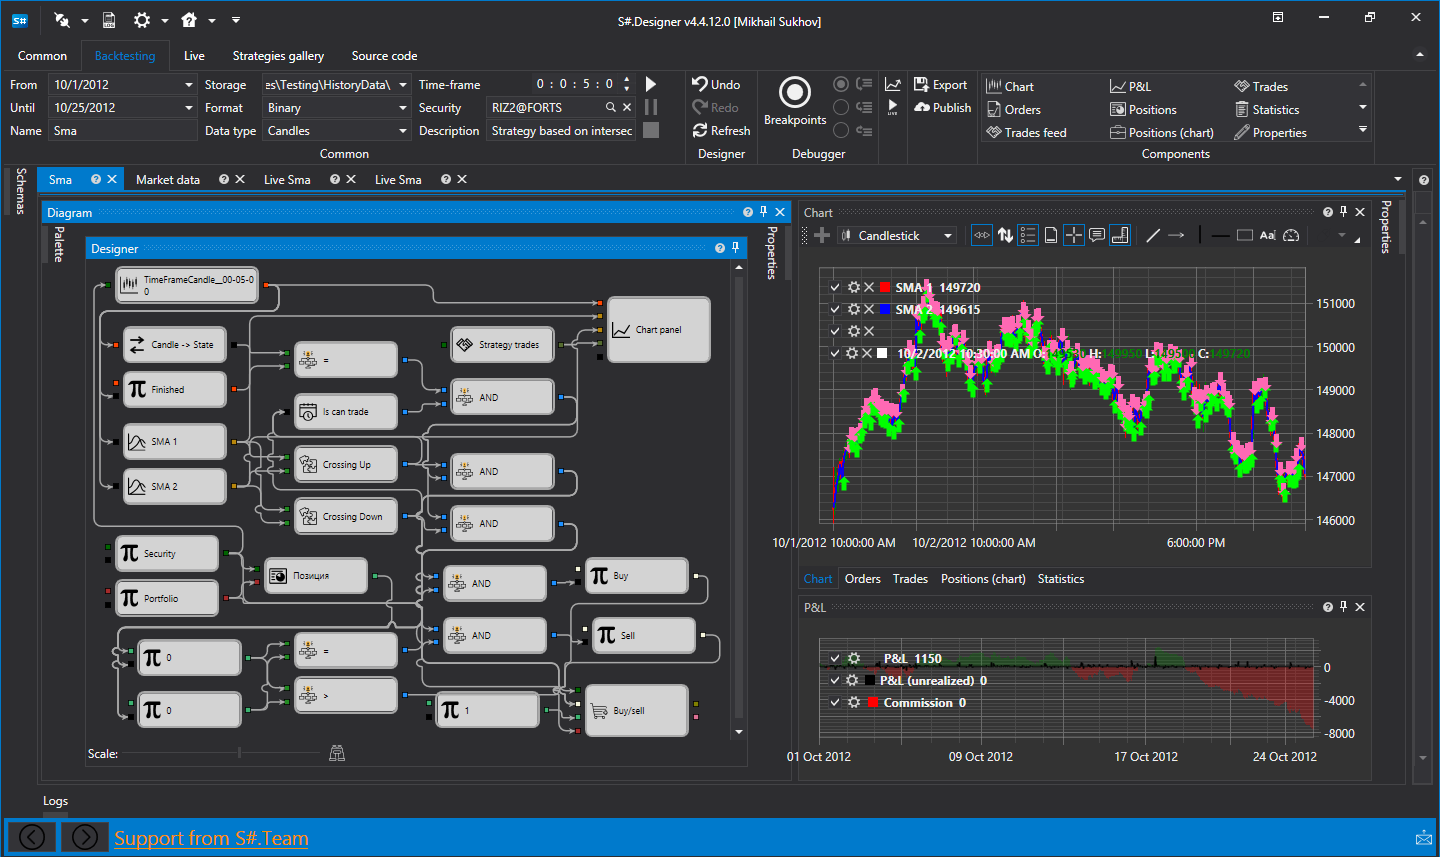 S#
S#.Designer v4.4.12.0 [Mikhail Sukhov]
LOG
Common Backtesting Live Strategies gallery Source code
From 10/1/2012 Storage es\Testing\HistoryData\ Time-frame 0 : 0 : 5 : 0
Until 10/25/2012 Format Binary Security RIZ2@FORTS
Name Sma Data type Candles Description Strategy based on intersec
Common
Undo
Redo
Refresh
Designer
Breakpoints
Debugger
LIVE
Export
Publish
Chart P&L Trades
Orders Positions Statistics
Trades feed Positions (chart) Properties
Components
Schemas
Sma Market data Live Sma Live Sma
Diagram
Palette
Properties
Designer
TimeFrameCandle__00-05-0
0
Chart panel
Candle -> State
=
Strategy trades
Finished
AND
Is can trade
SMA 1
Crossing Up
AND
SMA 2
Crossing Down
AND
Security
Позиция
AND
Buy
Portfolio
AND
Sell
0
=
0
>
1
Buy/sell
Scale:
Chart
Properties
Candlestick
Aa
SMA 1 149720
SMA 2 149615
10/2/2012 10:30:00 AM O: H:149950 L: C:149720
151000
150000
149000
148000
147000
146000
10/1/2012 10:00:00 AM 10/2/2012 10:00:00 AM 6:00:00 PM
Chart Orders Trades Positions (chart) Statistics
P&L
P&L 1150
P&L (unrealized) 0
Commission 0
0
-4000
-8000
01 Oct 2012 09 Oct 2012 17 Oct 2012 24 Oct 2012
Logs
Support from S#.Team